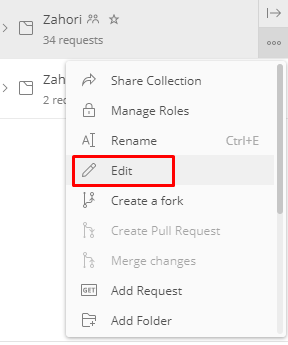 Zahori
34 requests
Zah
2 rec
Share Collection
Manage Roles
Rename Ctrl+E
Edit
Create a fork
Create Pull Request
Merge changes
GET Add Request
Add Folder